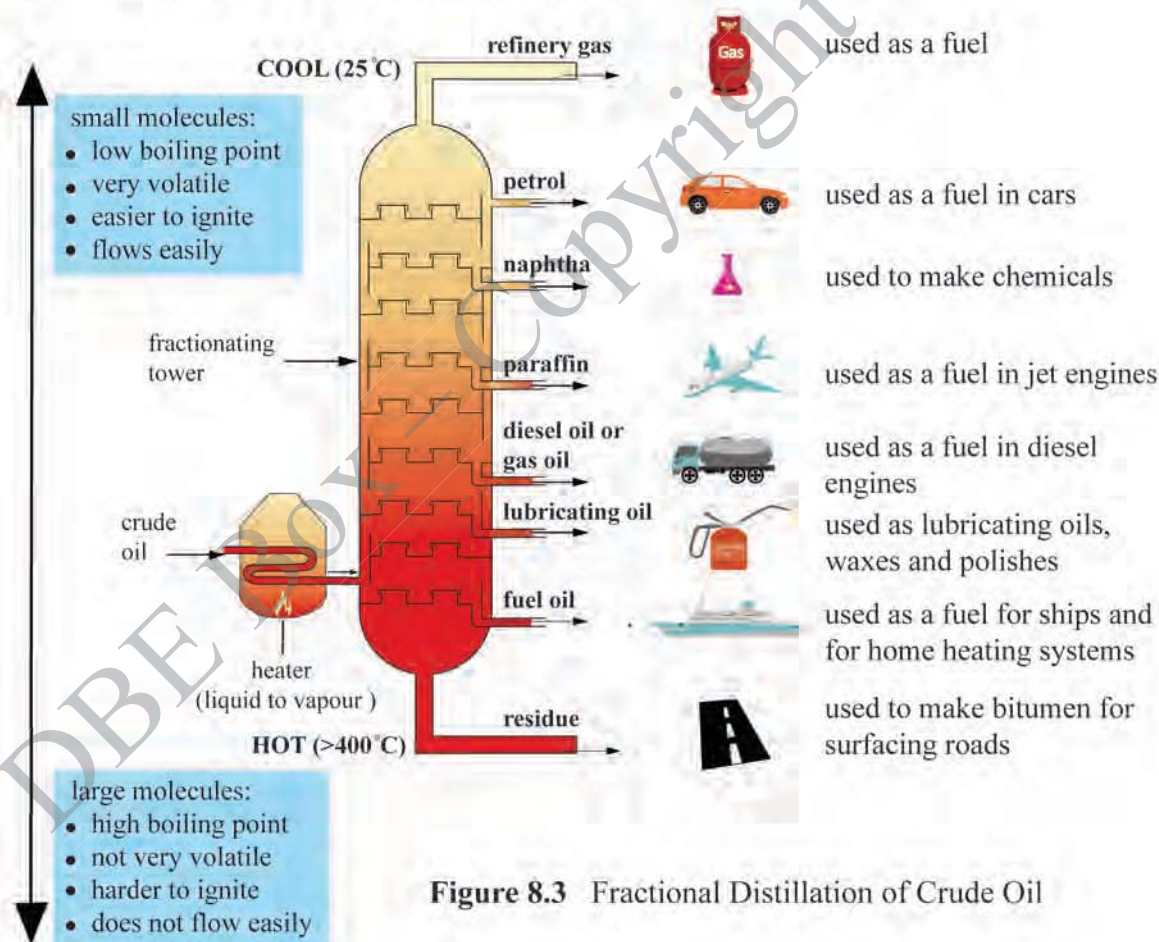 refinery gas
COOL (25˚C)
Gas
used as a fuel
small molecules:
• low boiling point
• very volatile
• easier to ignite
• flows easily
petrol
used as a fuel in cars
naphtha
used to make chemicals
fractionating
tower
paraffin
used as a fuel in jet engines
diesel oil or
gas oil
used as a fuel in diesel
engines
crude
oil
lubricating oil
used as lubricating oils,
waxes and polishes
fuel oil
used as a fuel for ships and
for home heating systems
heater
(liquid to vapour )
residue
HOT (>400˚C)
used to make bitumen for
surfacing roads
large molecules:
• high boiling point
• not very volatile
• harder to ignite
• does not flow easily
Figure 8.3 Fractional Distillation of Crude Oil
DBE Box – Copyright